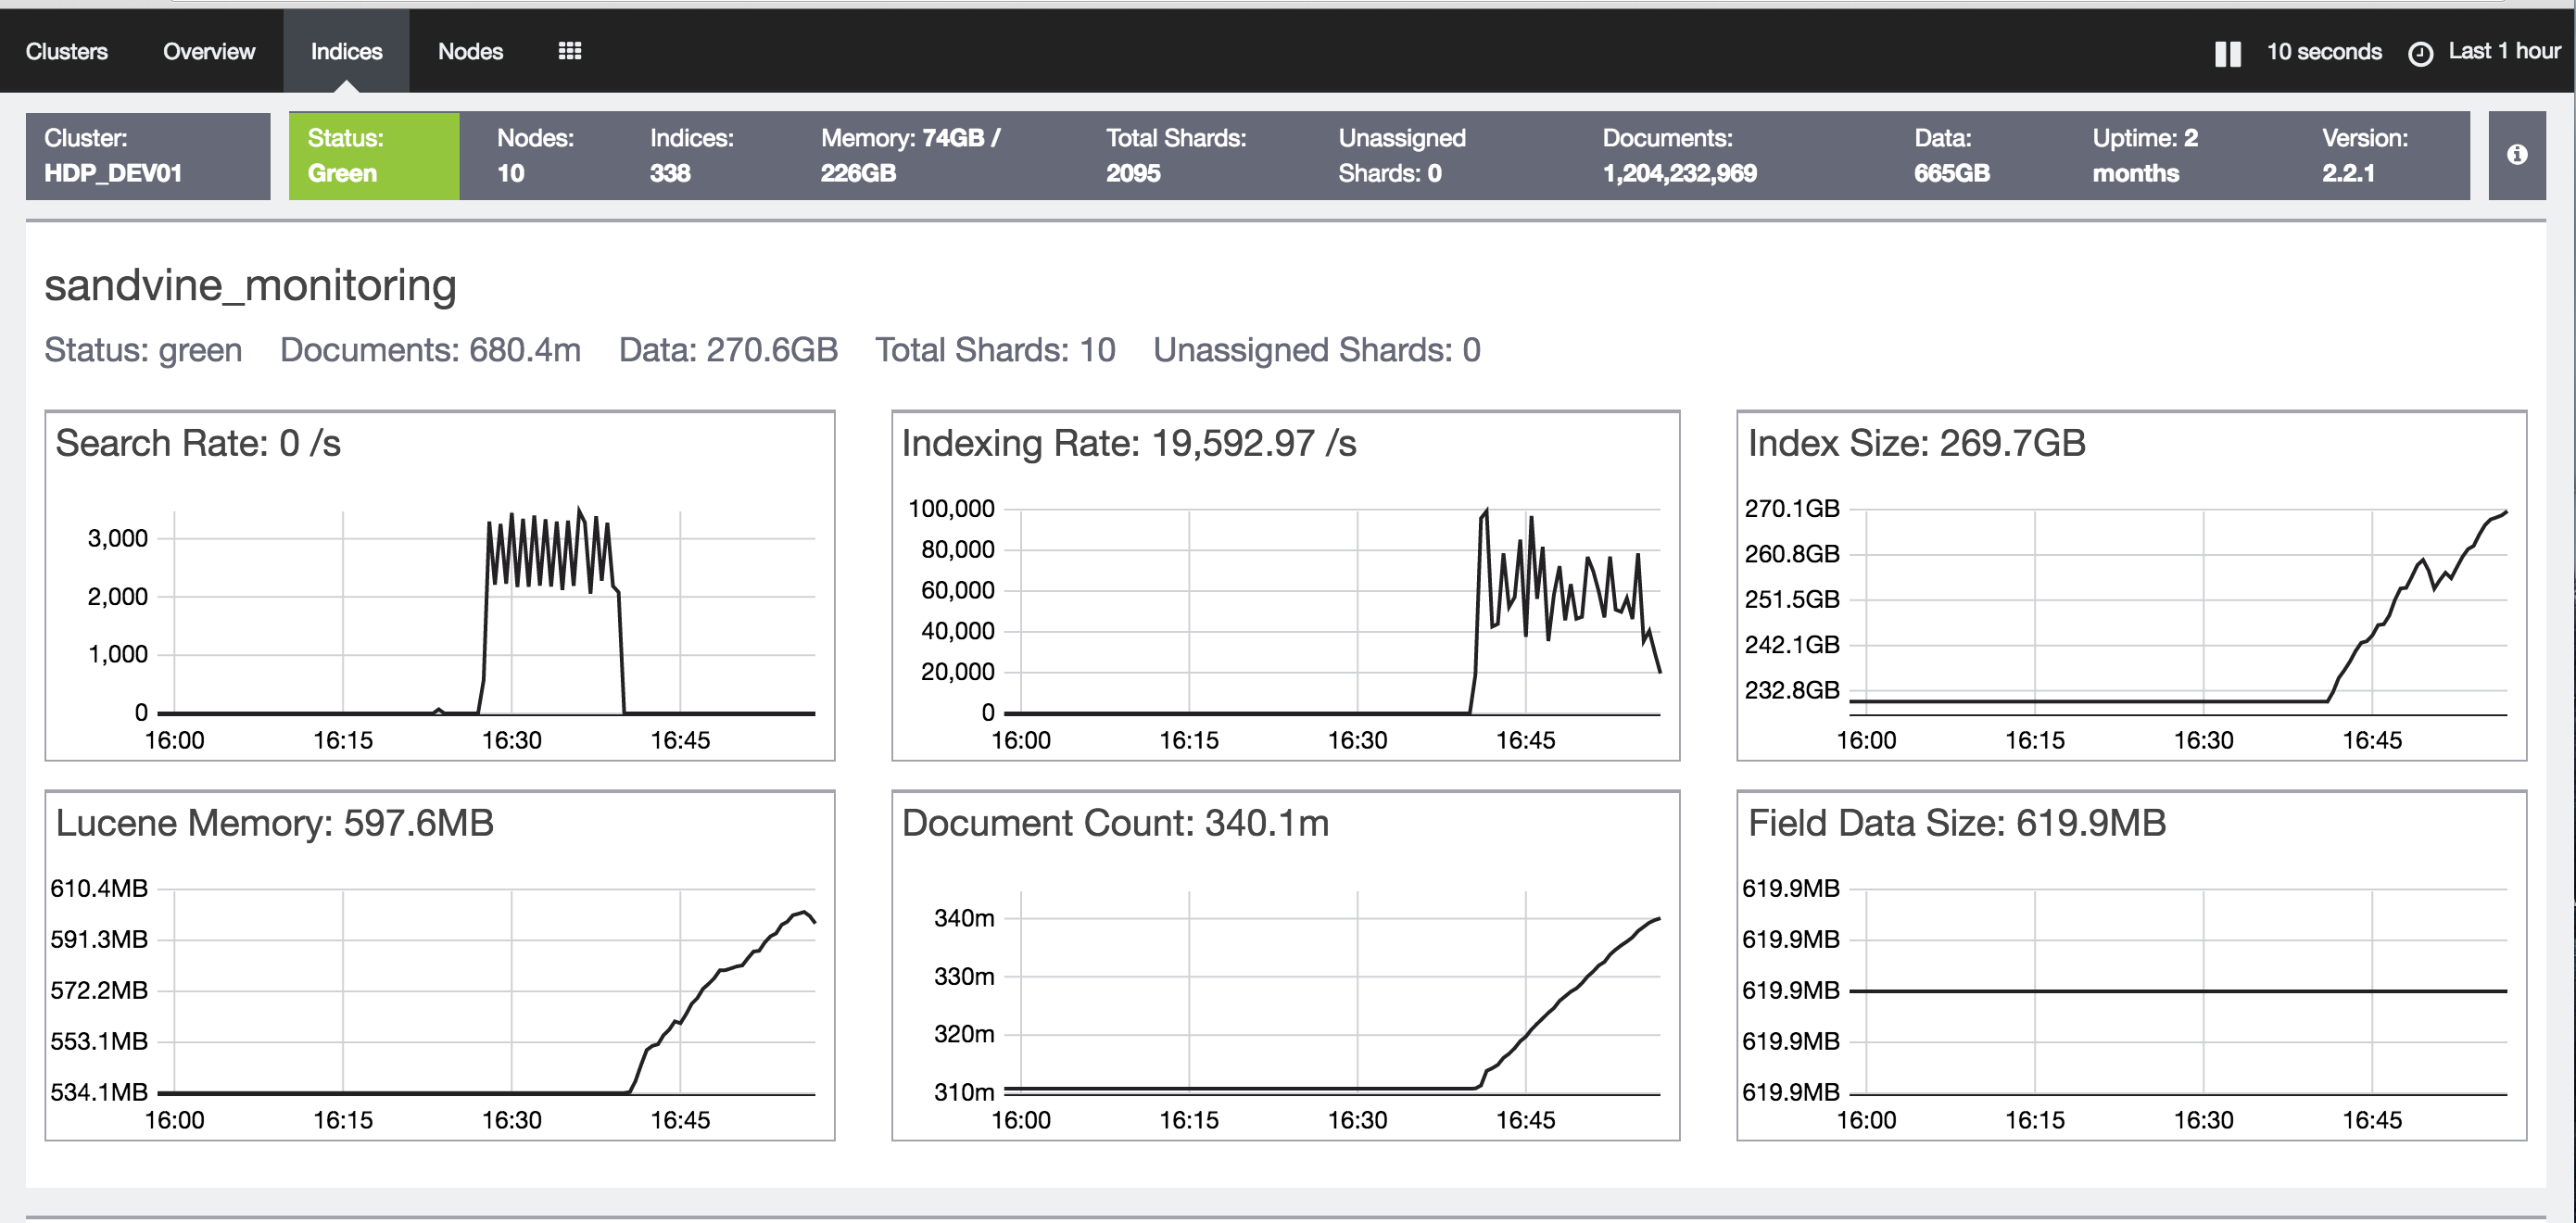 Clusters Overview Indices Nodes 10 seconds Last 1 hour
Cluster:
HDP_DEV01
Status:
Green
Nodes:
10
Indices:
338
Memory: 74GB /
226GB
Total Shards:
2095
Unassigned
Shards: 0
Documents:
1,204,232,969
Data:
665GB
Uptime: 2
months
Version:
2.2.1
sandvine_monitoring
Status: green Documents: 680.4m Data: 270.6GB Total Shards: 10 Unassigned Shards: 0
Search Rate: 0 /s
3,000
2,000
1,000
0
16:00 16:15 16:30 16:45
Indexing Rate: 19,592.97 /s
100,000
80,000
60,000
40,000
20,000
0
16:00 16:15 16:30 16:45
Index Size: 269.7GB
270.1GB
260.8GB
251.5GB
242.1GB
232.8GB
16:00 16:15 16:30 16:45
Lucene Memory: 597.6MB
610.4MB
591.3MB
572.2MB
553.1MB
534.1MB
16:00 16:15 16:30 16:45
Document Count: 340.1m
340m
330m
320m
310m
16:00 16:15 16:30 16:45
Field Data Size: 619.9MB
619.9MB
619.9MB
619.9MB
619.9MB
619.9MB
16:00 16:15 16:30 16:45